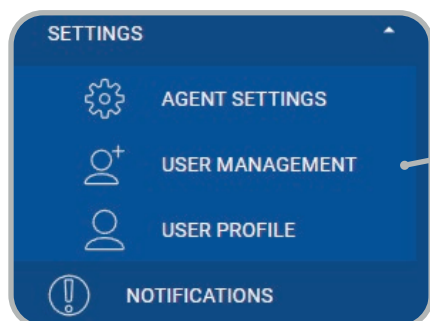 SETTINGS
AGENT SETTINGS
USER MANAGEMENT
USER PROFILE
NOTIFICATIONS